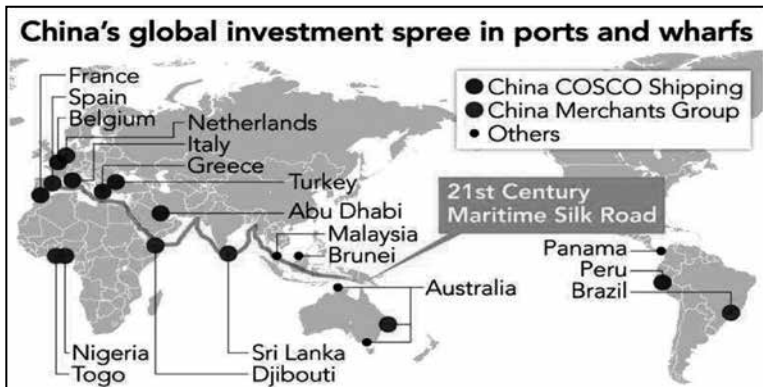 China's global investment spree in ports and wharfs
France
Spain
Belgium
Netherlands
Italy
Greece
Turkey
Abu Dhabi
Malaysia
Brunei
China COSCO Shipping
China Merchants Group
Others
21st Century
Maritime Silk Road
Australia
Panama
Peru
Brazil
Nigeria
Togo
Sri Lanka
Djibouti